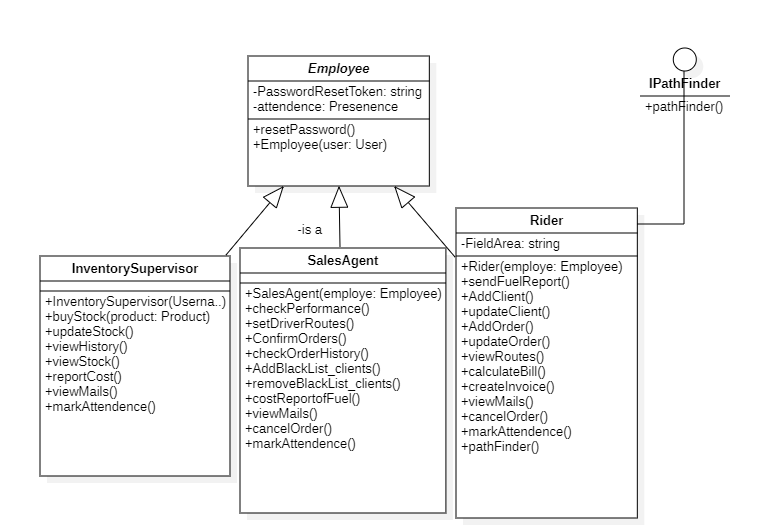 Employee
-PasswordResetToken: string
-attendence: Presenence
+resetPassword()
+Employee(user: User)
IPathFinder
+pathFinder()
-is a
InventorySupervisor
+InventorySupervisor(Userna..)
+buyStock(product: Product)
+updateStock()
+viewHistory()
+viewStock()
+reportCost()
+viewMails()
+markAttendence()
SalesAgent
+SalesAgent(employe: Employee)
+checkPerformance()
+setDriverRoutes()
+ConfirmOrders()
+checkOrderHistory()
+AddBlackList_clients()
+removeBlackList_clients()
+costReportofFuel()
+viewMails()
+cancelOrder()
+markAttendence()
Rider
-FieldArea: string
+Rider(employe: Employee)
+sendFuelReport()
+AddClient()
+updateClient()
+AddOrder()
+updateOrder()
+viewRoutes()
+calculateBill()
+createInvoice()
+viewMails()
+cancelOrder()
+markAttendence()
+pathFinder()